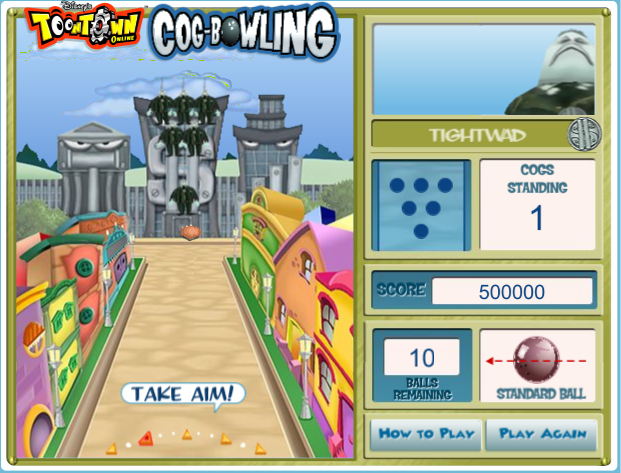 Disney's
TOONTOWN
ONLINE
COG-BOWLING
TIGHTWAD
COGS
STANDING
1
SCORE 500000
10
BALLS
REMAINING
STANDARD BALL
TAKE AIM!
HOW TO PLAY
PLAY AGAIN